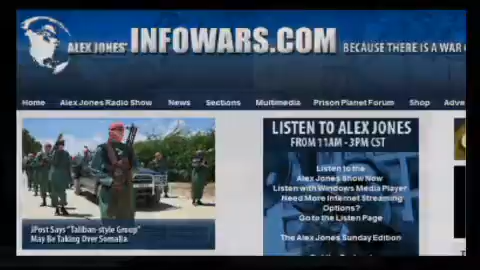 ALEX JONES' INFOWARS.COM BECAUSE THERE IS A WAR
Home Alex Jones Radio Show News Sections Multimedia Prison Planet Forum Shop Adve
LISTEN TO ALEX JONES
FROM 11AM - 3PM CST
Listen to the
Alex Jones Show Now
Listen with Windows Media Player
Need More Internet Streaming
Options?
Go to the Listen Page
The Alex Jones Sunday Edition
JPost Says "Taliban-style Group"
May Be Taking Over Somalia